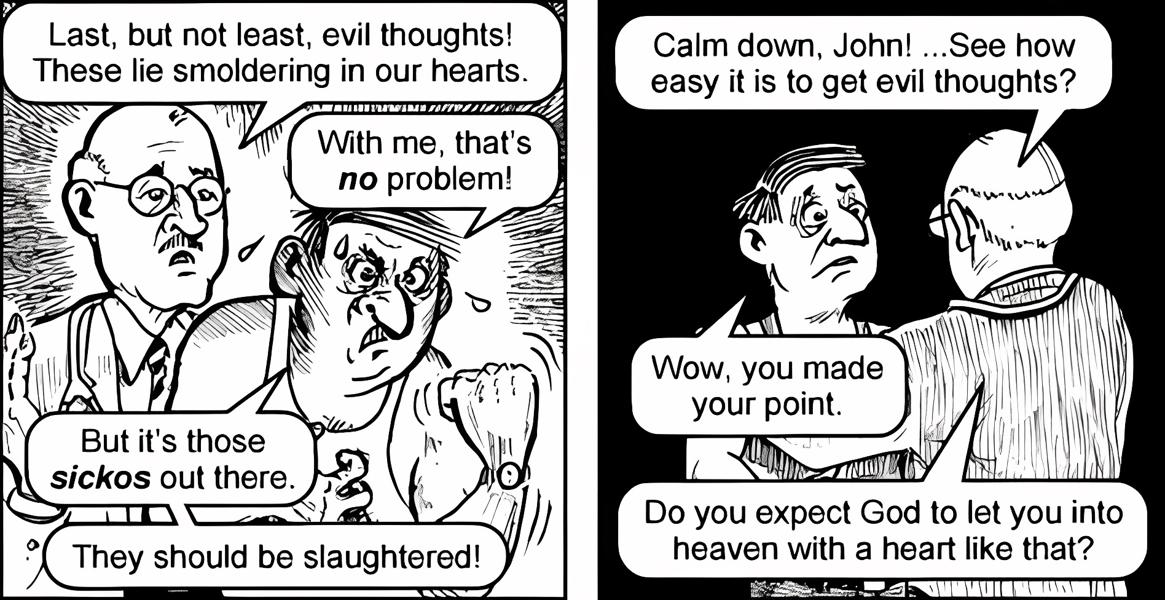 Last, but not least, evil thoughts!
These lie smoldering in our hearts.
With me, that's
no problem!
But it's those
sickos out there.
They should be slaughtered!
Calm down, John! ...See how
easy it is to get evil thoughts?
Wow, you made
your point.
Do you expect God to let you into
heaven with a heart like that?